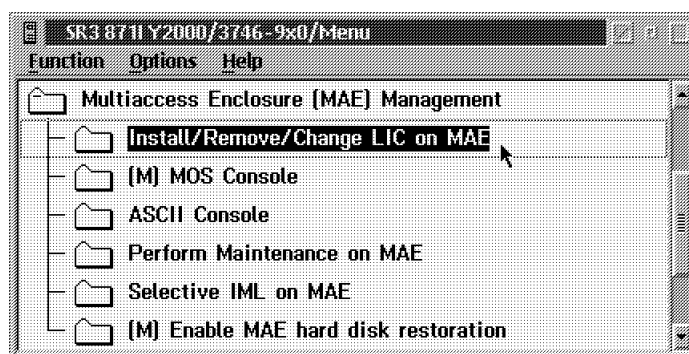 SR3 871I Y2000/3746-9x0/Menu
Function Options Help
Multiaccess Enclosure (MAE) Management
Install/Remove/Change LIC on MAE
(M) MOS Console
ASCII Console
Perform Maintenance on MAE
Selective IML on MAE
(M) Enable MAE hard disk restoration